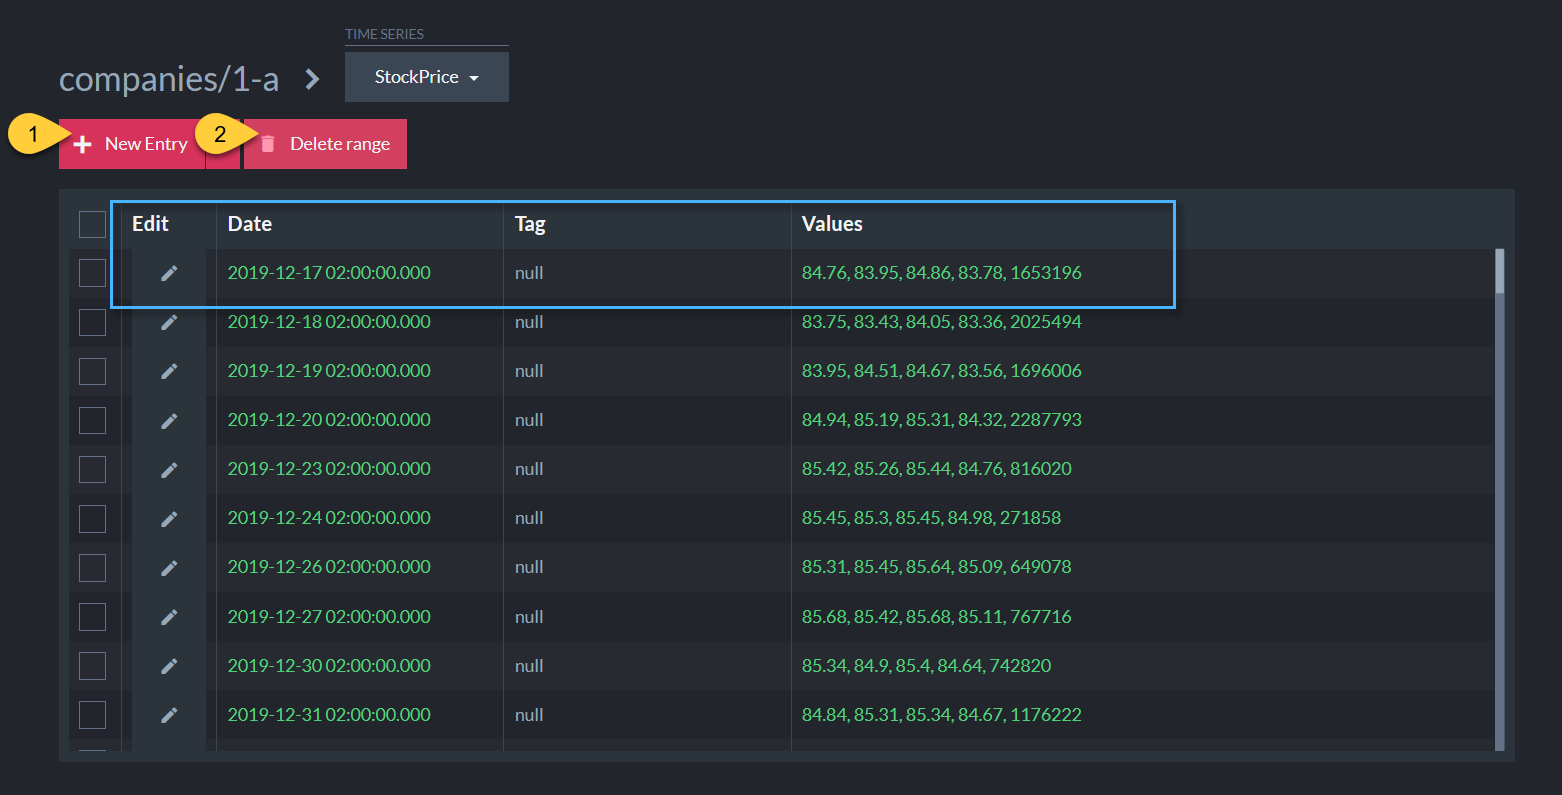 TIME SERIES
companies/1-a StockPrice
1 New Entry 2 Delete range
Edit Date Tag Values
2019-12-17 02:00:00.000 null 84.76, 83.95, 84.86, 83.78, 1653196
2019-12-18 02:00:00.000 null 83.75, 83.43, 84.05, 83.36, 2025494
2019-12-19 02:00:00.000 null 83.95, 84.51, 84.67, 83.56, 1696006
2019-12-20 02:00:00.000 null 84.94, 85.19, 85.31, 84.32, 2287793
2019-12-23 02:00:00.000 null 85.42, 85.26, 85.44, 84.76, 816020
2019-12-24 02:00:00.000 null 85.45, 85.3, 85.45, 84.98, 271858
2019-12-26 02:00:00.000 null 85.31, 85.45, 85.64, 85.09, 649078
2019-12-27 02:00:00.000 null 85.68, 85.42, 85.68, 85.11, 767716
2019-12-30 02:00:00.000 null 85.34, 84.9, 85.4, 84.64, 742820
2019-12-31 02:00:00.000 null 84.84, 85.31, 85.34, 84.67, 1176222